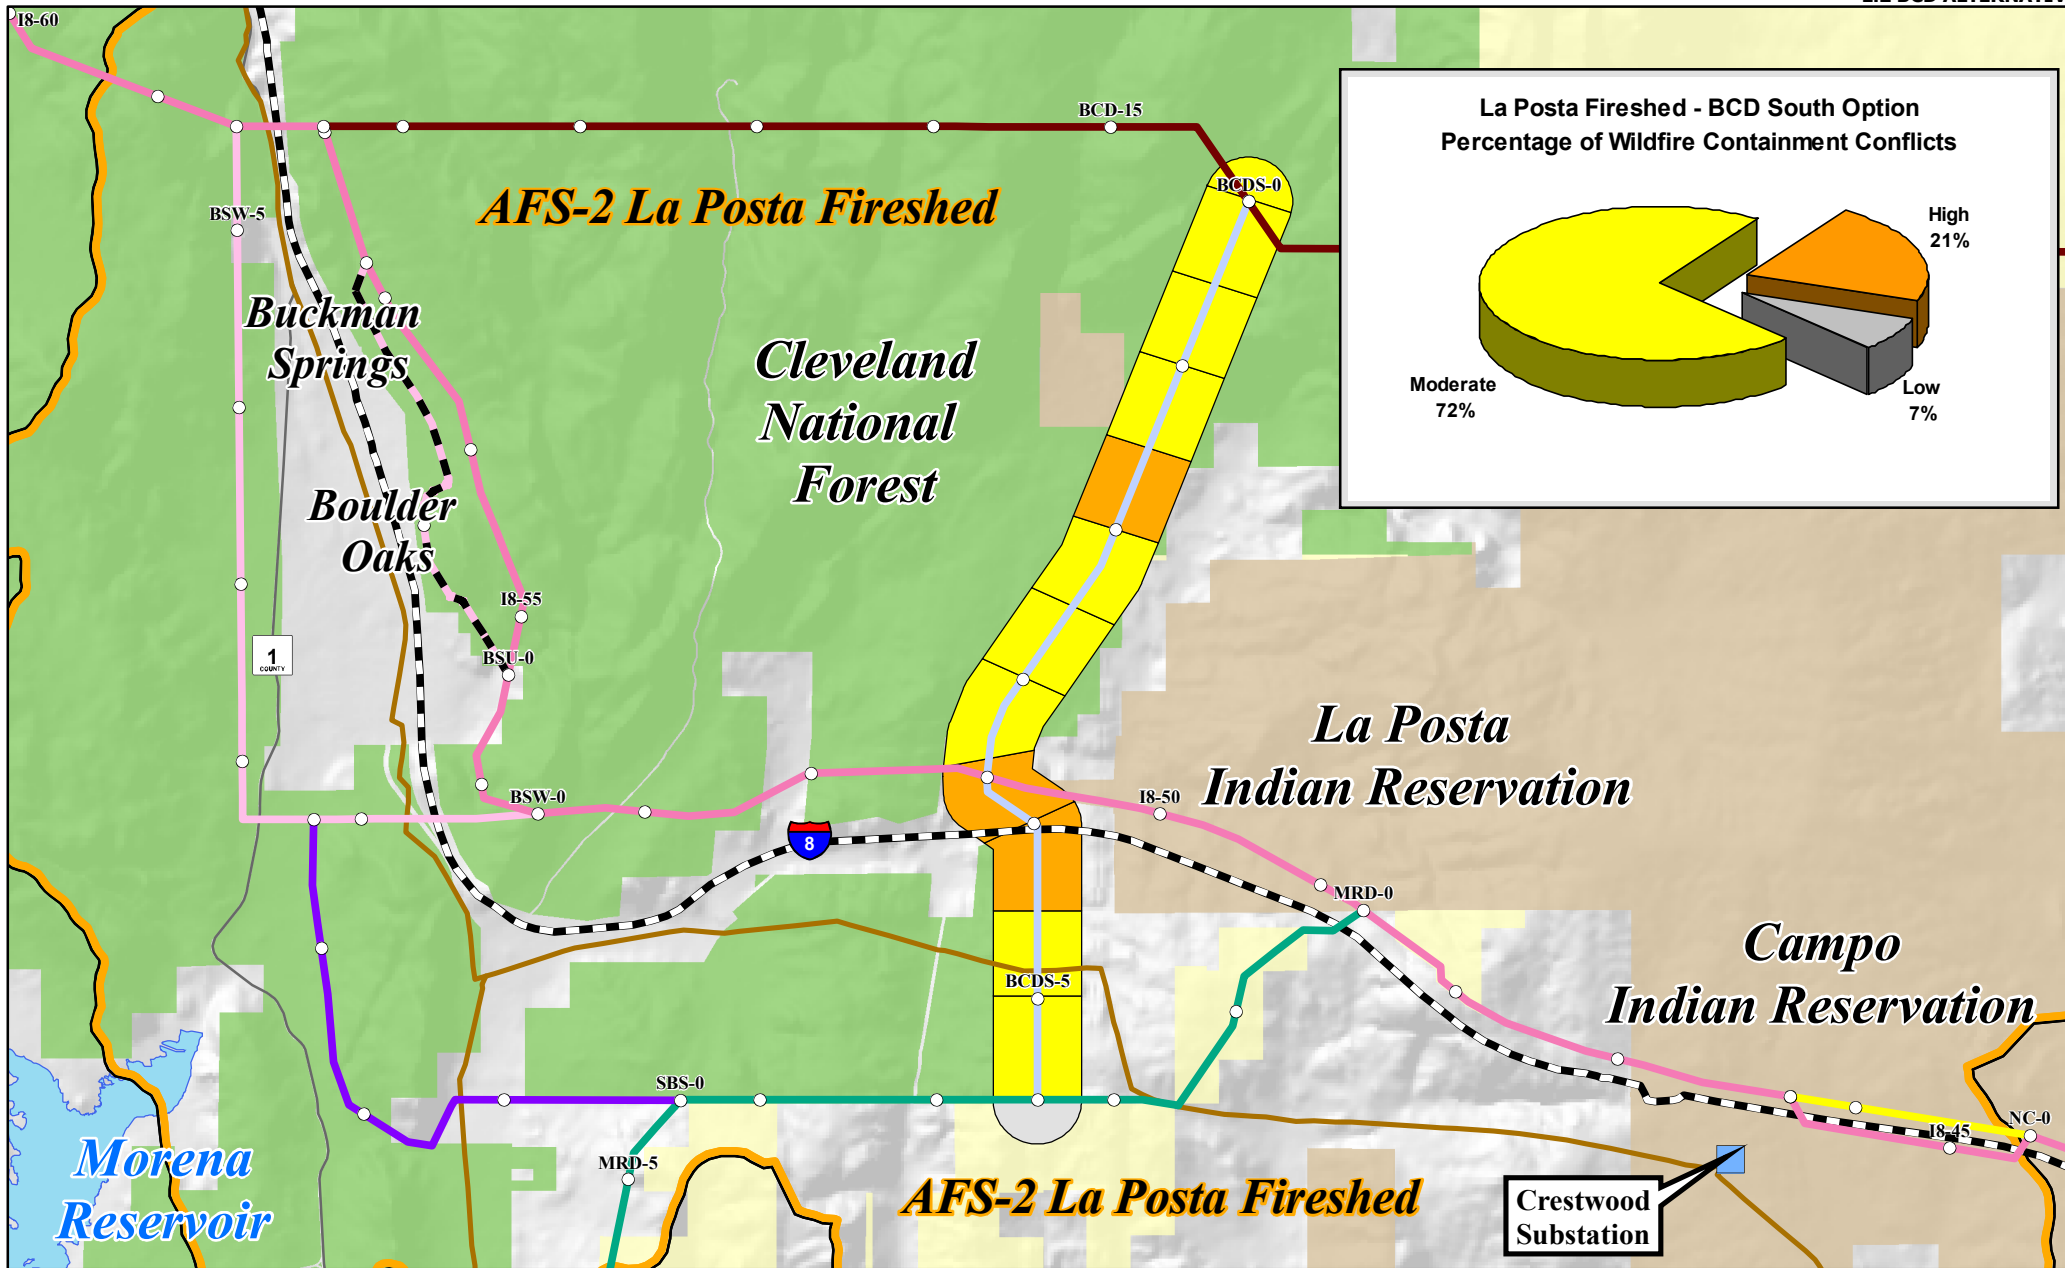 I8-60
La Posta Fireshed - BCD South Option
Percentage of Wildfire Containment Conflicts
High
21%
Moderate
72%
Low
7%
BCD-15
BCDS-0
BSW-5
AFS-2 La Posta Fireshed
Buckman
Springs
Cleveland
National
Forest
Boulder
Oaks
I8-55
1
COUNTY
BSU-0
La Posta
Indian Reservation
BSW-0
I8-50
8
MRD-0
Campo
Indian Reservation
BCDS-5
SBS-0
NC-0
I8-45
MRD-5
Morena
Reservoir
AFS-2 La Posta Fireshed
Crestwood
Substation